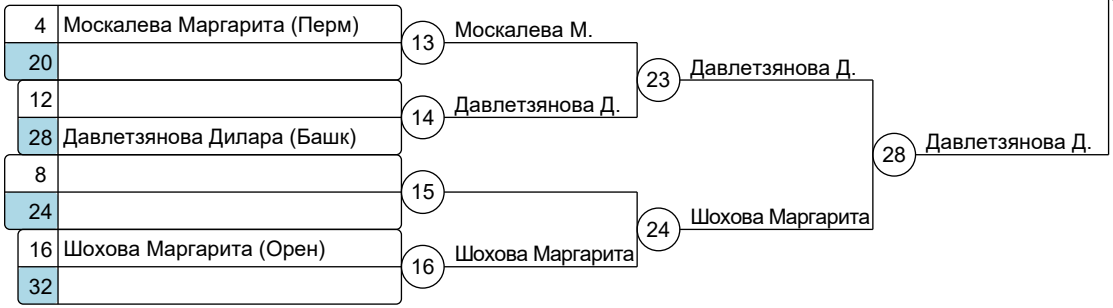 4 Москалева Маргарита (Перм)
20
12
28 Давлетзянова Дилара (Башк)
8
24
16 Шохова Маргарита (Орен)
32
13 Москалева М.
14 Давлетзянова Д.
15
16 Шохова Маргарита
23 Давлетзянова Д.
24 Шохова Маргарита
28 Давлетзянова Д.